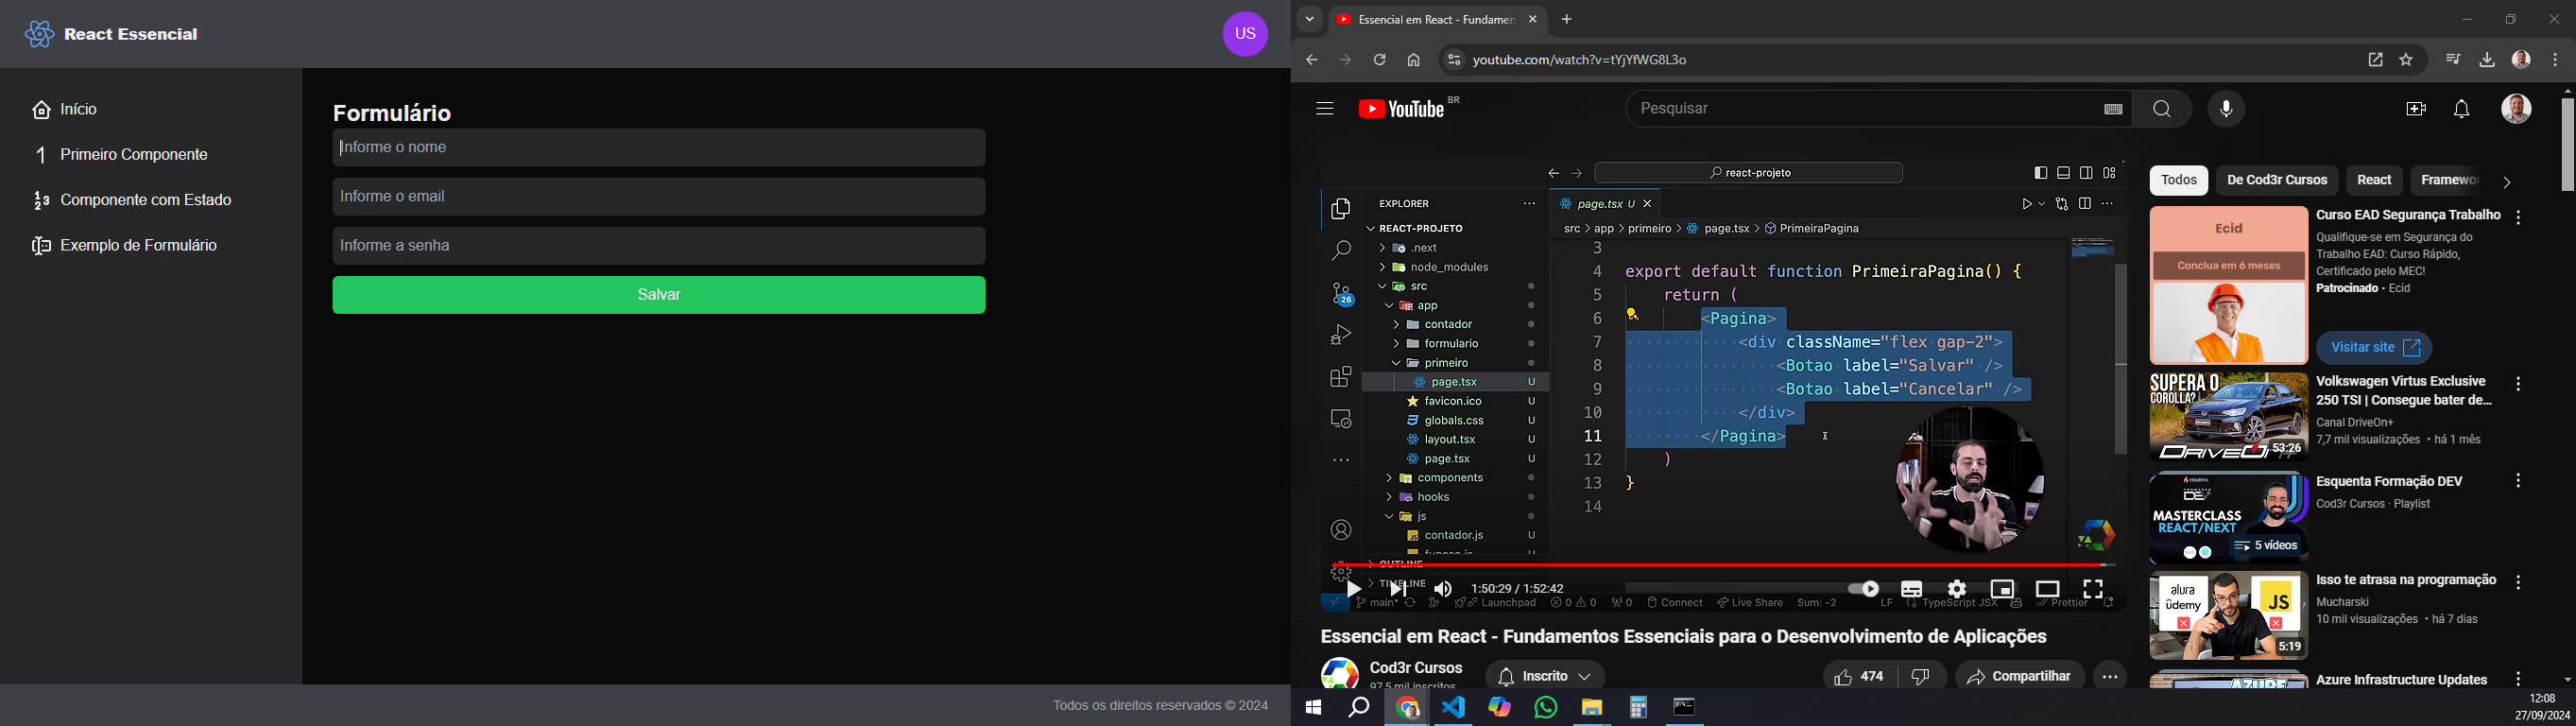 React Essencial
US
Início
Primeiro Componente
Componente com Estado
Exemplo de Formulário
Formulário
Informe o nome
Informe o email
Informe a senha
Salvar
Todos os direitos reservados © 2024
Essencial em React - Fundamen
youtube.com/watch?v=tYjYfWG8L3o
YouTube BR
Pesquisar
react-projeto
EXPLORER
REACT-PROJETO
.next
node_modules
src
app
contador
formulario
primeiro
page.tsx U
favicon.ico U
globals.css U
layout.tsx U
page.tsx U
components
hooks
js
contador.js U
funcao.js U
OUTLINE
TIMELINE
26
page.tsx U
src > app > primeiro > page.tsx > PrimeiraPagina
3
4 export default function PrimeiraPagina() {
5 return (
6 <Pagina>
7 <div className="flex gap-2">
8 <Botao label="Salvar" />
9 <Botao label="Cancelar" />
10 </div>
11 </Pagina>
12 )
13 }
14
1:50:29 / 1:52:42
main* Launchpad 0 0 0 Connect Live Share Sum: -2 LF TypeScript JSX Prettier
Essencial em React - Fundamentos Essenciais para o Desenvolvimento de Aplicações
Cod3r Cursos
97,5 mil inscritos
Inscrito
474
Compartilhar
Todos
De Cod3r Cursos
React
Framewor
Ecid
Conclua em 6 meses
Curso EAD Segurança Trabalho
Qualifique-se em Segurança do
Trabalho EAD: Curso Rápido,
Certificado pelo MEC!
Patrocinado · Ecid
Visitar site
SUPERA O
COROLLA?
DRIVEON+
53:26
Volkswagen Virtus Exclusive
250 TSI | Consegue bater de...
Canal DriveOn+
7,7 mil visualizações • há 1 mês
ESQUENTA
FORMAÇÃO
DEV
MASTERCLASS
REACT/NEXT
5 vídeos
Esquenta Formação DEV
Cod3r Cursos · Playlist
alura
ûdemy
JS
5:19
Isso te atrasa na programação
Mucharski
10 mil visualizações • há 7 dias
AZURE
Azure Infrastructure Updates
12:08
27/09/2024